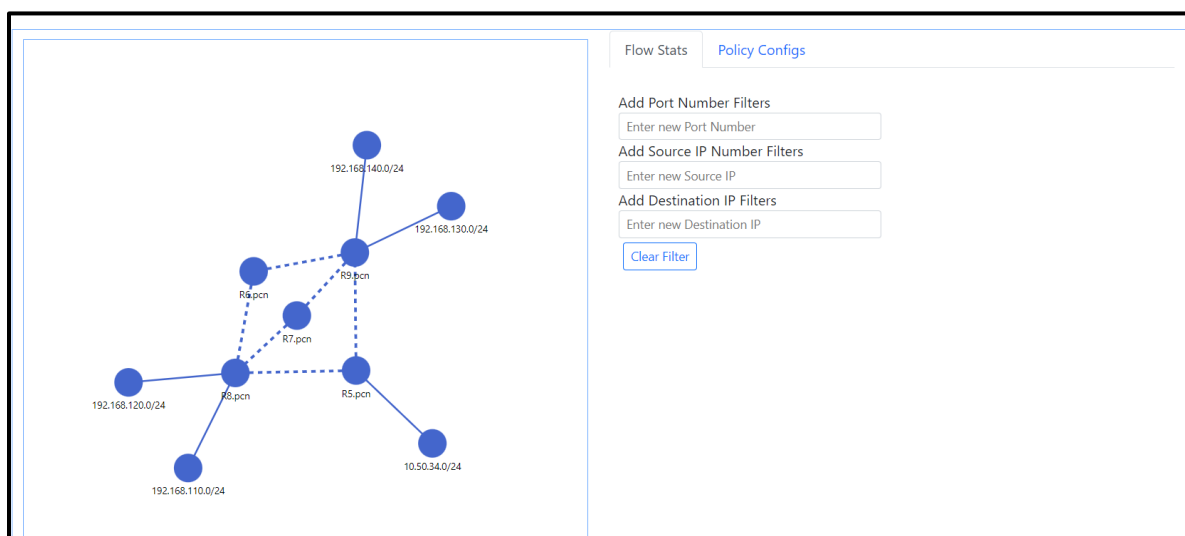 Flow Stats
Policy Configs
Add Port Number Filters
Enter new Port Number
Add Source IP Number Filters
Enter new Source IP
Add Destination IP Filters
Enter new Destination IP
Clear Filter
192.168.140.0/24
192.168.130.0/24
R9.pcn
R6.pcn
R7.pcn
R8.pcn
R5.pcn
192.168.120.0/24
10.50.34.0/24
192.168.110.0/24